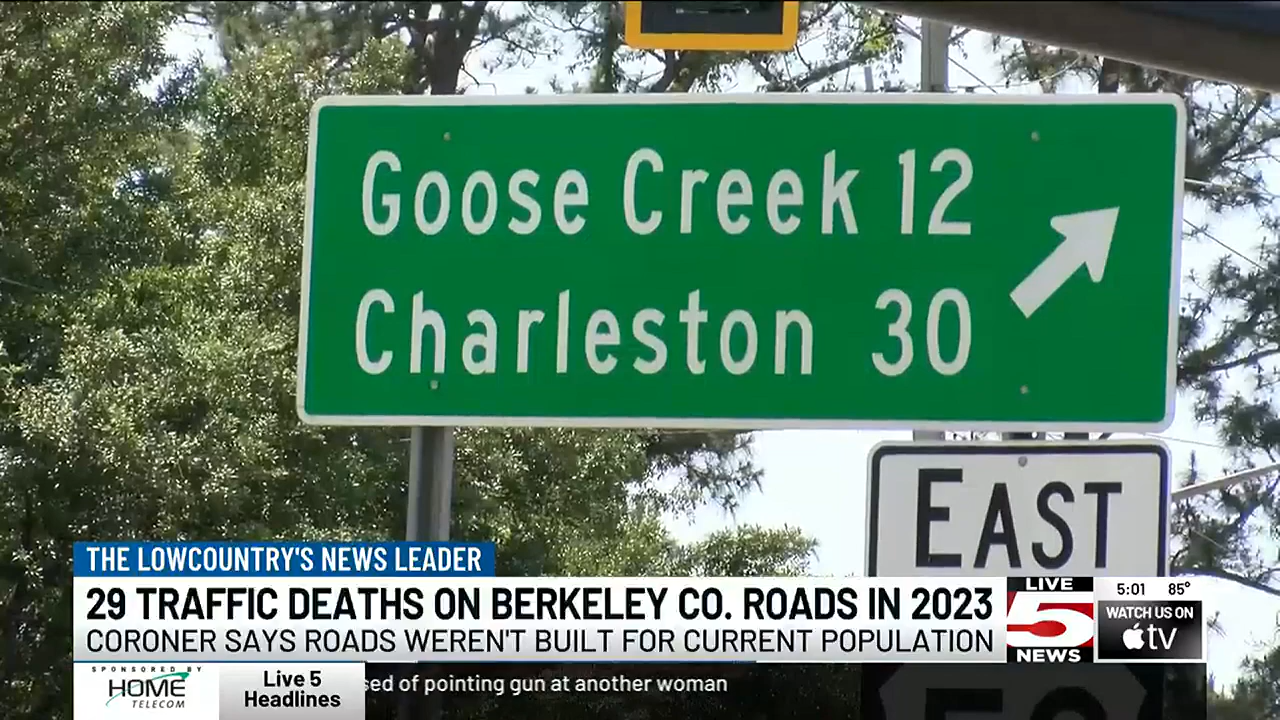 Goose Creek 12
Charleston 30
EAST
THE LOWCOUNTRY'S NEWS LEADER
29 TRAFFIC DEATHS ON BERKELEY CO. ROADS IN 2023
CORONER SAYS ROADS WEREN'T BUILT FOR CURRENT POPULATION
LIVE
5
NEWS
5:01 85°
WATCH US ON
tv
SPONSORED BY
HOME
TELECOM
Live 5
Headlines
sed of pointing gun at another woman